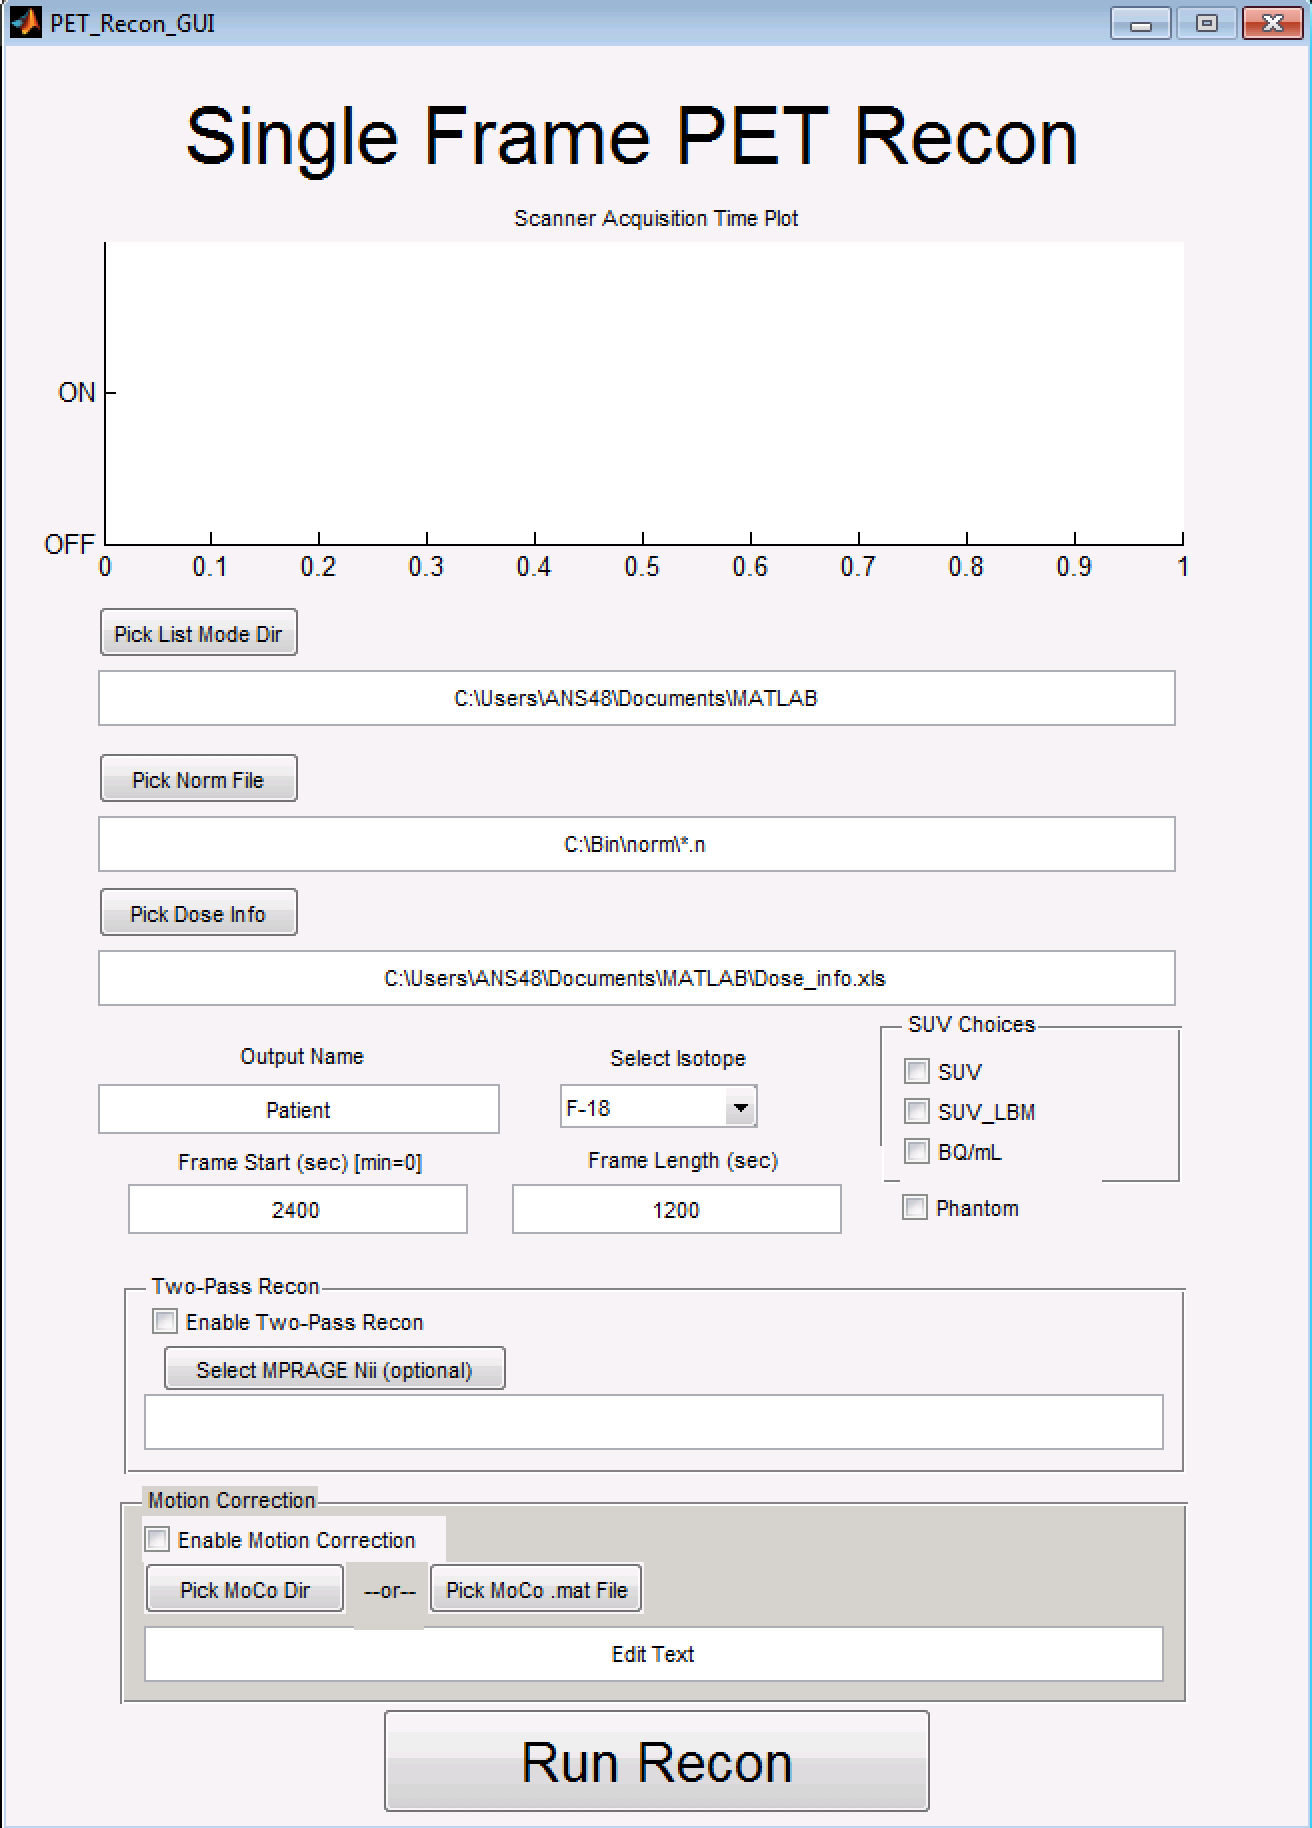 PET_Recon_GUI
Single Frame PET Recon
Scanner Acquisition Time Plot
ON
OFF
0 0.1 0.2 0.3 0.4 0.5 0.6 0.7 0.8 0.9 1
Pick List Mode Dir
C:\Users\ANS48\Documents\MATLAB
Pick Norm File
C:\Bin\norm\*.n
Pick Dose Info
C:\Users\ANS48\Documents\MATLAB\Dose_info.xls
Output Name
Patient
Select Isotope
F-18
Frame Start (sec) [min=0]
2400
Frame Length (sec)
1200
SUV Choices
SUV
SUV_LBM
BQ/mL
Phantom
Two-Pass Recon
Enable Two-Pass Recon
Select MPRAGE Nii (optional)
Motion Correction
Enable Motion Correction
Pick MoCo Dir --or-- Pick MoCo .mat File
Edit Text
Run Recon